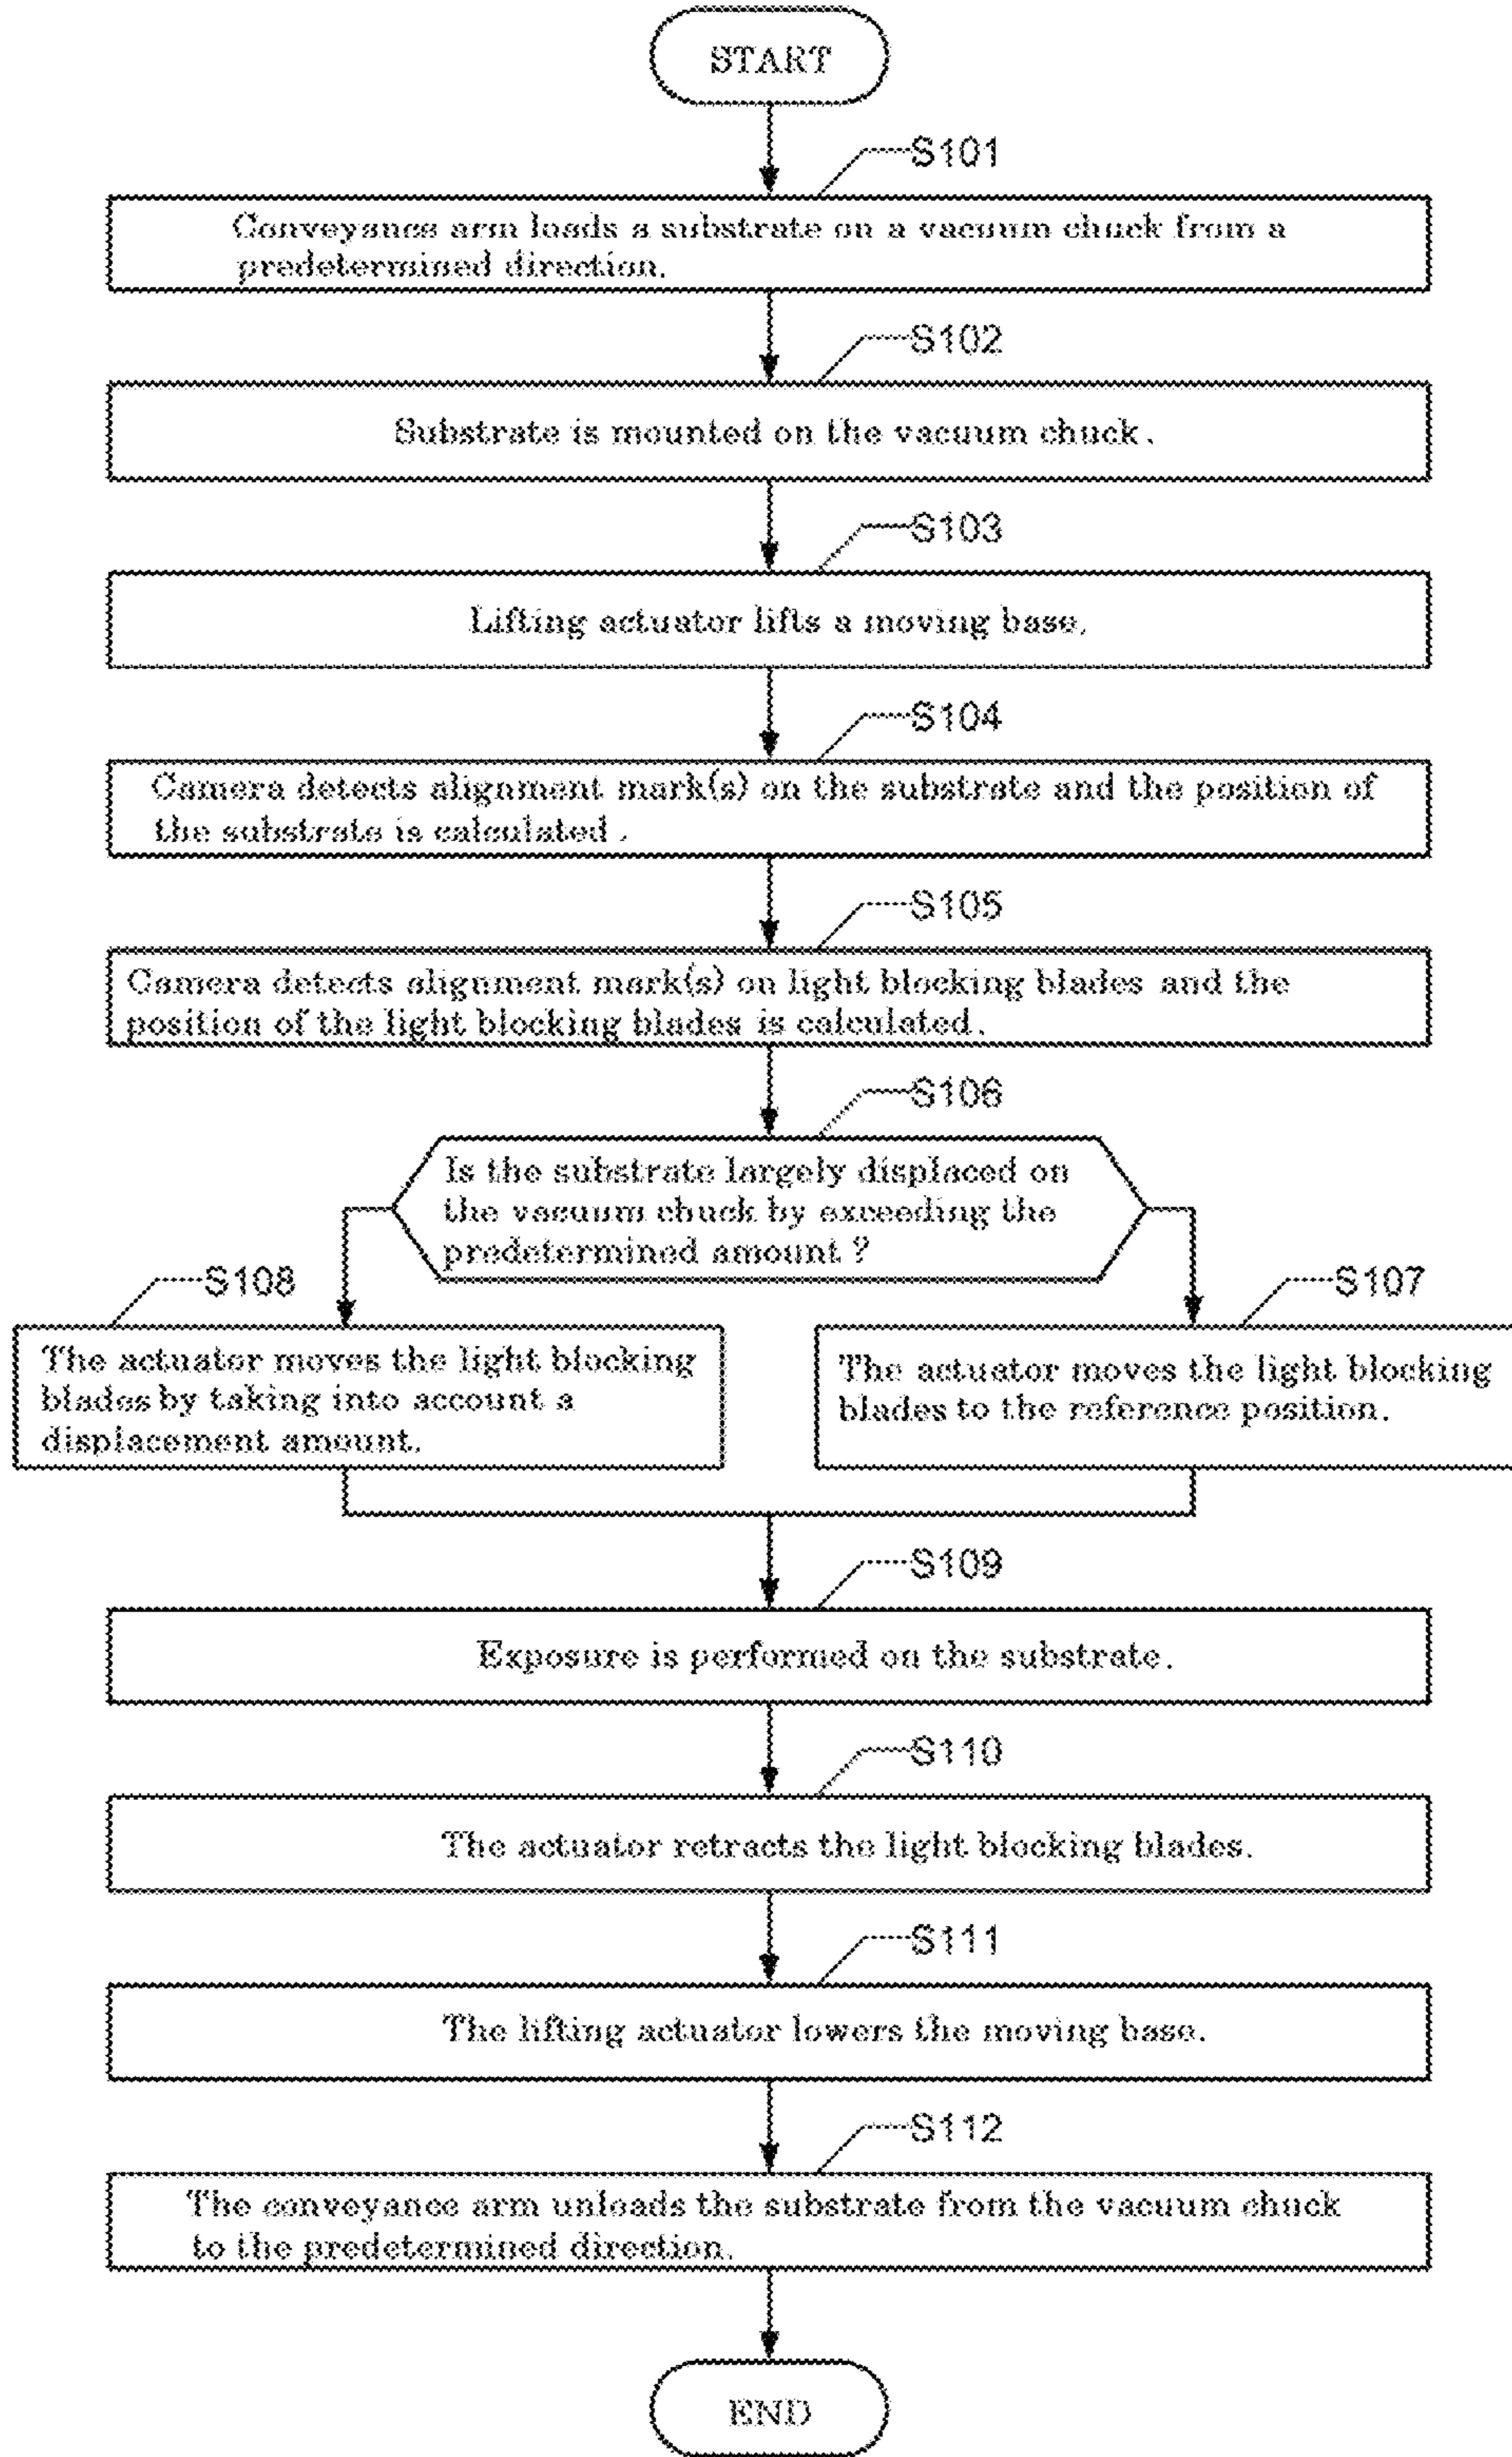 START
S101
Conveyance arm loads a substrate on a vacuum chuck from a
predetermined direction.
S102
Substrate is mounted on the vacuum chuck.
S103
Lifting actuator lifts a moving base.
S104
Camera detects alignment mark(s) on the substrate and the position of
the substrate is calculated.
S105
Camera detects alignment mark(s) on light blocking blades and the
position of the light blocking blades is calculated.
S106
Is the substrate largely displaced on
the vacuum chuck by exceeding the
predetermined amount?
S108
The actuator moves the light blocking
blades by taking into account a
displacement amount.
S107
The actuator moves the light blocking
blades to the reference position.
S109
Exposure is performed on the substrate.
S110
The actuator retracts the light blocking blades.
S111
The lifting actuator lowers the moving base.
S112
The conveyance arm unloads the substrate from the vacuum chuck
to the predetermined direction.
END